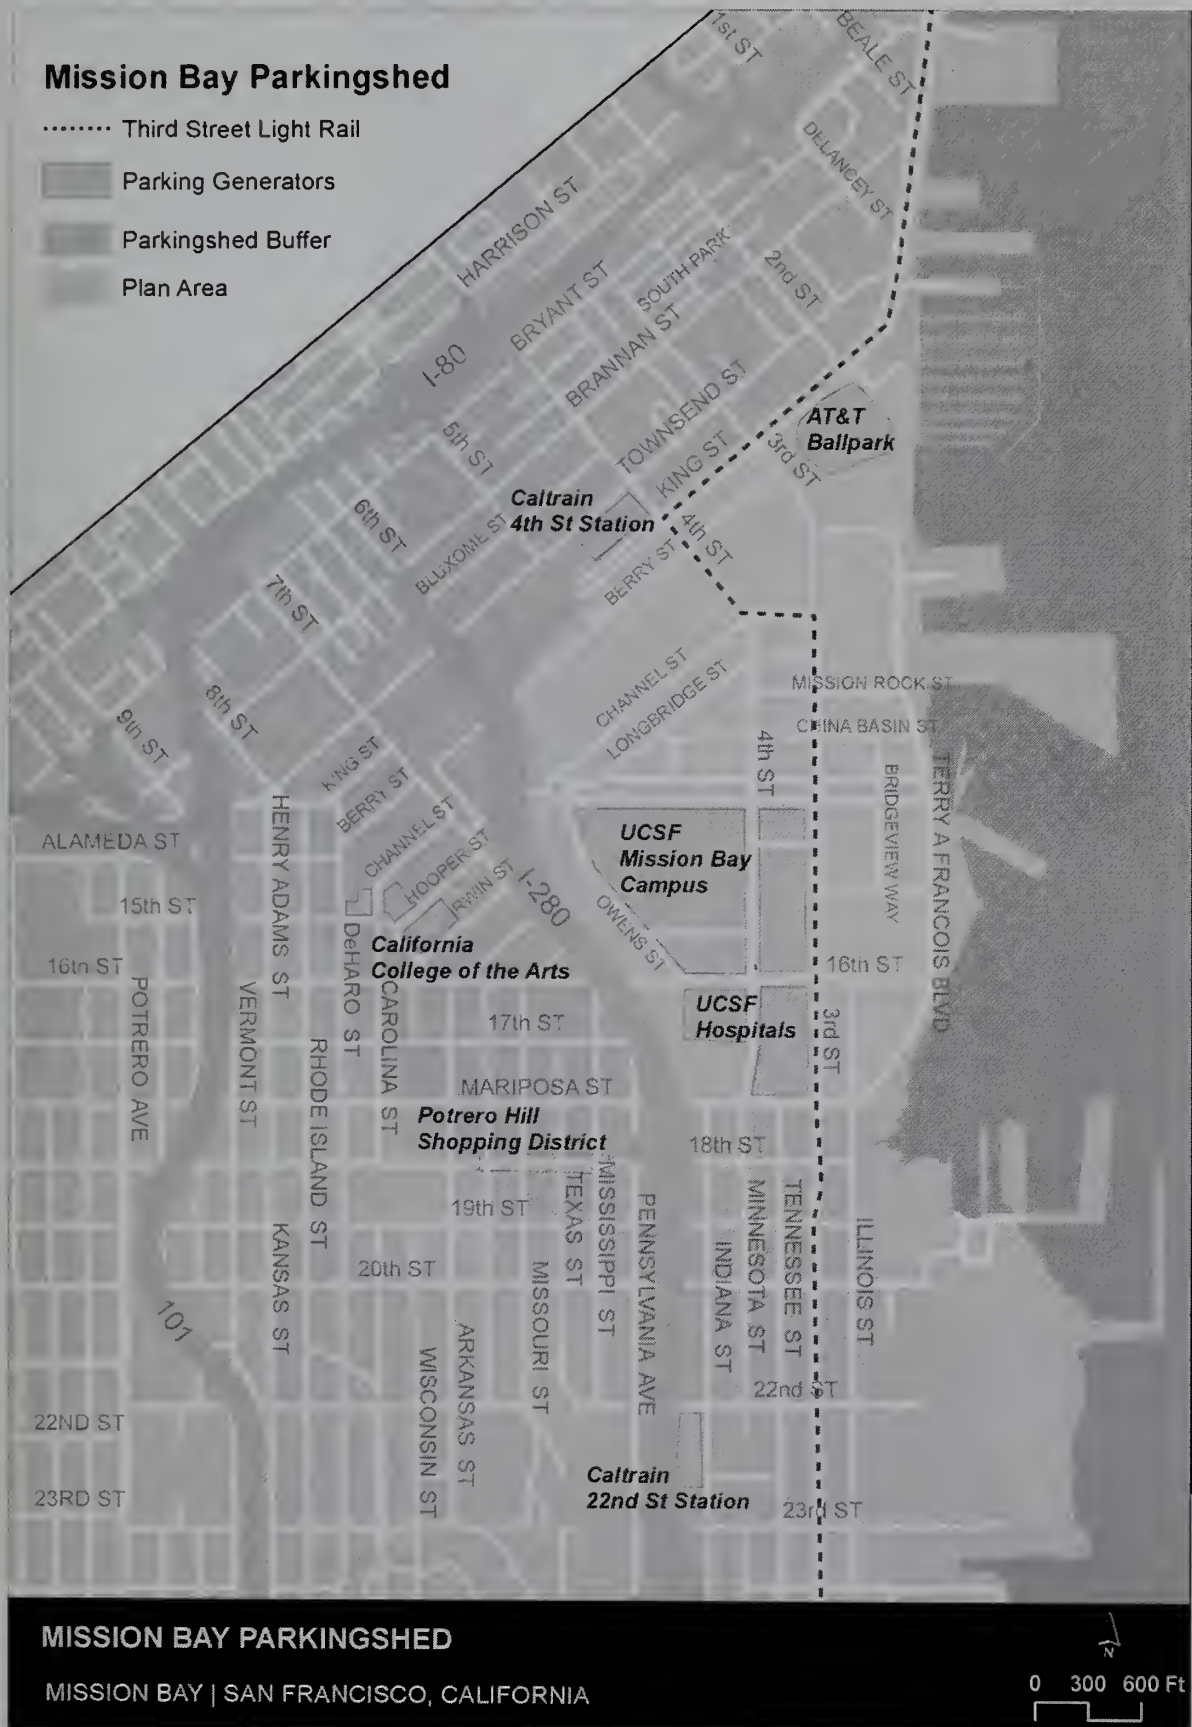 Mission Bay Parkingshed
Third Street Light Rail
Parking Generators
Parkingshed Buffer
Plan Area
1st ST
BEALE ST
DELANCEY ST
HARRISON ST
SOUTH PARK
2nd ST
BRYANT ST
BRANNAN ST
I-80
TOWNSEND ST
AT&T
Ballpark
5th ST
KING ST
3rd ST
Caltrain
4th St Station
6th ST
BLUXOME ST
4th ST
BERRY ST
7th ST
CHANNEL ST
LONGBRIDGE ST
MISSION ROCK ST
8th ST
9th ST
CHINA BASIN ST
4th ST
KING ST
BERRY ST
CHANNEL ST
HOOPER ST
IRWIN ST
BRIDGEVIEW WAY
TERRY A FRANCOIS BLVD
HENRY ADAMS ST
ALAMEDA ST
UCSF
Mission Bay
Campus
I-280
OWENS ST
15th ST
California
College of the Arts
16th ST
16th ST
POTRERO AVE
VERMONT ST
DeHARO ST
CAROLINA ST
17th ST
UCSF
Hospitals
3rd ST
RHODE ISLAND ST
MARIPOSA ST
Potrero Hill
Shopping District
18th ST
19th ST
TEXAS ST
MISSISSIPPI ST
PENNSYLVANIA AVE
MINNESOTA ST
TENNESSEE ST
INDIANA ST
ILLINOIS ST
KANSAS ST
20th ST
MISSOURI ST
101
ARKANSAS ST
WISCONSIN ST
22nd ST
22ND ST
Caltrain
22nd St Station
23RD ST
23rd ST
MISSION BAY PARKINGSHED
MISSION BAY | SAN FRANCISCO, CALIFORNIA
N
0 300 600 Ft